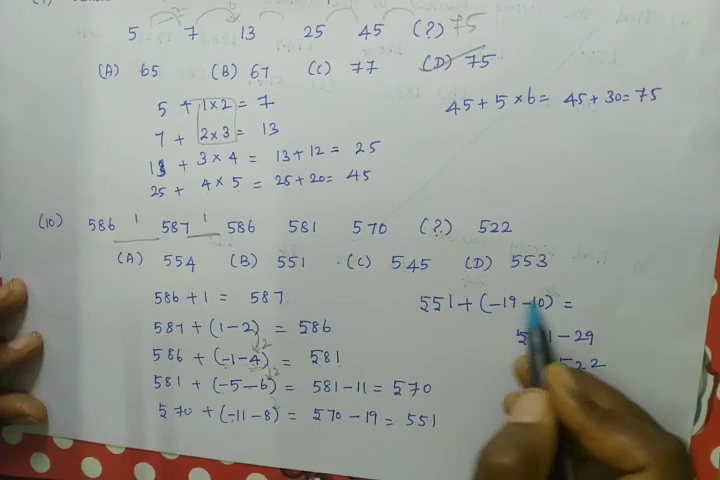 5 7 13 25 45 (?) 75
(A) 65 (B) 67 (C) 77 (D) 75
5 + 1×2 = 7
7 + 2×3 = 13
13 + 3×4 = 13+12 = 25
25 + 4×5 = 25+20= 45
45+5×6= 45+30=75
(10) 586 1 587 1 586 581 570 (?) 522
(A) 554 (B) 551 (C) 545 (D) 553
586+1 = 587
587+(1-2) = 586
586+(-1-4) = 581
581+(-5-6) = 581-11=570
570+(-11-8) = 570-19=551
551+(-19-10) =
-29
522